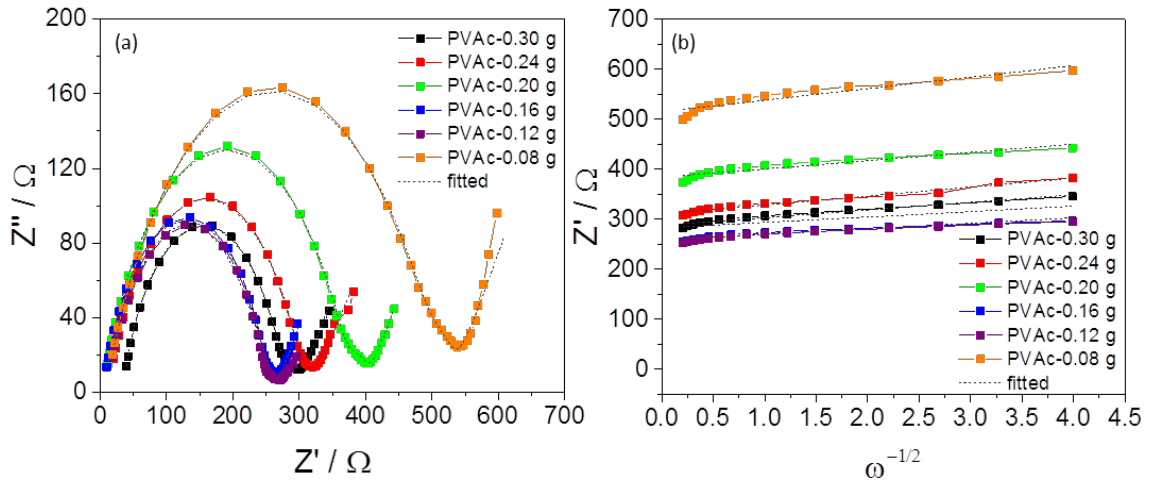 (a)
PVAc-0.30 g
PVAc-0.24 g
PVAc-0.20 g
PVAc-0.16 g
PVAc-0.12 g
PVAc-0.08 g
fitted
200
160
120
80
40
0
Z'' / Ω
0 100 200 300 400 500 600 700
Z' / Ω
(b)
700
600
500
400
300
200
100
0
Z' / Ω
PVAc-0.30 g
PVAc-0.24 g
PVAc-0.20 g
PVAc-0.16 g
PVAc-0.12 g
PVAc-0.08 g
fitted
0.0 0.5 1.0 1.5 2.0 2.5 3.0 3.5 4.0 4.5
ω⁻¹/²